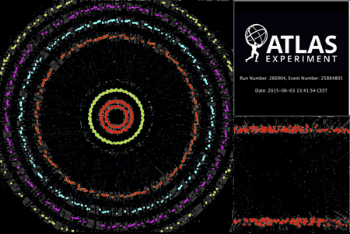 ATLAS
EXPERIMENT
Run Number: 266904, Event Number: 25884805
Date: 2015-06-03 13:41:54 CEST